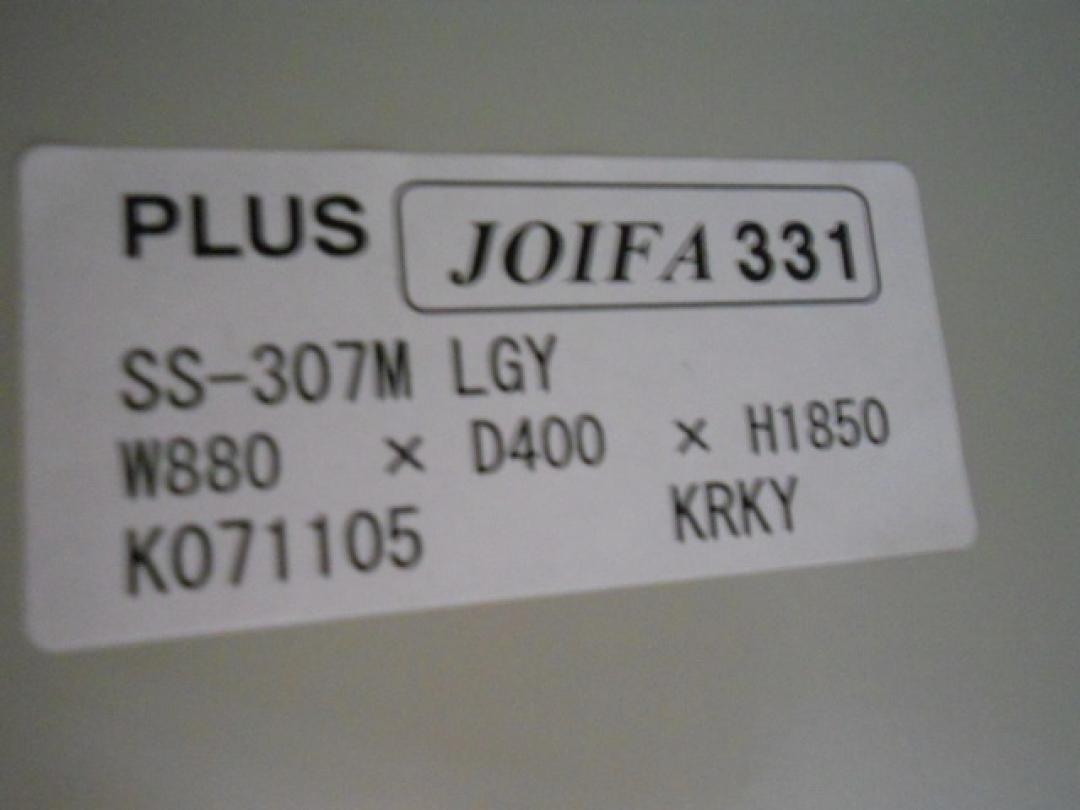 PLUS JOIFA 331
SS-307M LGY
W880 × D400 × H1850
K071105 KRKY